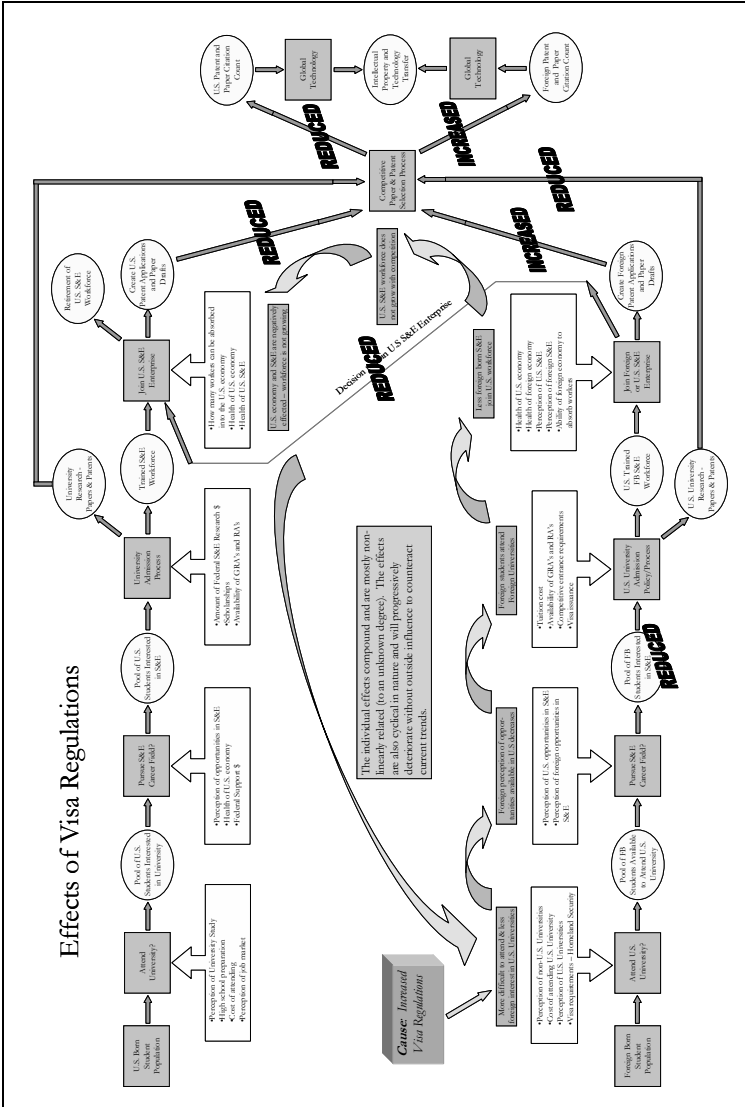 Effects of Visa Regulations
U.S. Born
Student
Population
Attend
University?
Pool of U.S.
Students Interested
in University
Pursue S&E
Career Field?
Pool of U.S.
Students Interested
in S&E
University
Admission
Process
Trained S&E
Workforce
Join U.S. S&E
Enterprise
Create U.S.
Patent Applications
and Paper
Drafts
University
Research -
Papers & Patents
Retirement of
U.S. S&E
Workforce
•Perception of University Study
•High school preparation
•Cost of attending
•Perception of job market
•Perception of opportunities in S&E
•Health of U.S. economy
•Federal Support $
•Amount of Federal S&E Research $
•Scholarships
•Availability of GRA's and RA's
•How many workers can be absorbed
into the U.S. economy
•Health of U.S. economy
•Health of U.S. S&E
U.S. economy and S&E are negatively
effected – workforce is not growing
U.S. S&E workforce does
not grow with competition
REDUCED
Competitive
Paper & Patent
Selection Process
REDUCED
U.S. Patent and
Paper Citation
Count
Global
Technology
Intellectual
Property and
Technology
Transfer
Global
Technology
Foreign Patent
and Paper
Citation Count
INCREASED
REDUCED
INCREASED
Decision
in U.S S&E Enterprise
REDUCED
The individual effects compound and are mostly non-
linearly related (to an unknown degree). The effects
are also cyclical in nature and will progressively
deteriorate without outside influence to counteract
current trends.
Cause: Increased
Visa Regulations
More difficult to attend & less
foreign interest in U.S. Universities
Foreign perception of oppor-
tunities available in U.S decreases
Foreign students attend
Foreign Universities
Less foreign born S&E
join U.S. workforce
•Perception of non-U.S. Universities
•Cost of attending U.S. University
•Perception of U.S. Universities
•Visa requirements – Homeland Security
•Perception of U.S. opportunities in S&E
•Perception of foreign opportunities in
S&E
•Tuition cost
•Availability of GRA's and RA's
•Competitive entrance requirements
•Visa issuance
•Health of U.S. economy
•Health of foreign economy
•Perception of U.S. S&E
•Perception of foreign S&E
•Ability of foreign economy to
absorb workers
Foreign Born
Student
Population
Attend U.S.
University?
Pool of FB
Students Available
to Attend U.S.
University
Pursue S&E
Career Field?
Pool of FB
Students Interested
in S&E
REDUCED
U.S. University
Admission
Policy/Process
U.S. Trained
FB S&E
Workforce
Join Foreign
or U.S. S&E
Enterprise
Create Foreign
Patent Applications
and Paper
Drafts
U.S. University
Research -
Papers & Patents